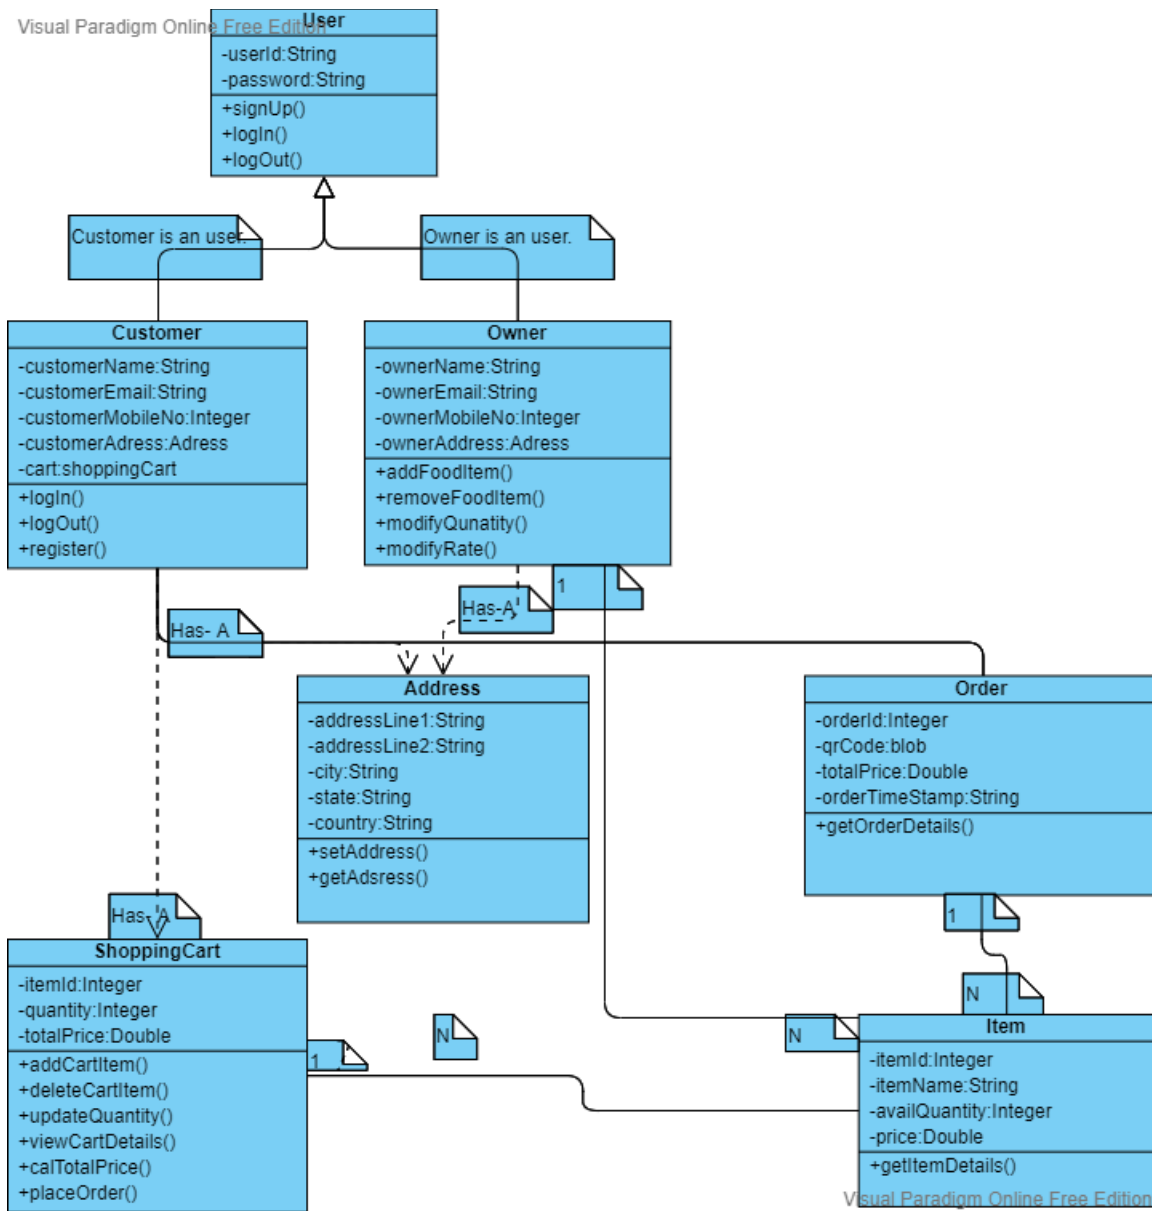 Visual Paradigm Online Free Edition
User
-userId:String
-password:String
+signUp()
+logIn()
+logOut()
Customer is an user.
Owner is an user.
Customer
-customerName:String
-customerEmail:String
-customerMobileNo:Integer
-customerAdress:Adress
-cart:shoppingCart
+logIn()
+logOut()
+register()
Owner
-ownerName:String
-ownerEmail:String
-ownerMobileNo:Integer
-ownerAddress:Adress
+addFoodItem()
+removeFoodItem()
+modifyQunatity()
+modifyRate()
Has- A
Has-A
1
Address
-addressLine1:String
-addressLine2:String
-city:String
-state:String
-country:String
+setAddress()
+getAdsress()
Order
-orderId:Integer
-qrCode:blob
-totalPrice:Double
-orderTimeStamp:String
+getOrderDetails()
Has- A
1
N
ShoppingCart
-itemId:Integer
-quantity:Integer
-totalPrice:Double
+addCartItem()
+deleteCartItem()
+updateQuantity()
+viewCartDetails()
+calTotalPrice()
+placeOrder()
1
N
N
Item
-itemId:Integer
-itemName:String
-availQuantity:Integer
-price:Double
+getItemDetails()
Visual Paradigm Online Free Edition